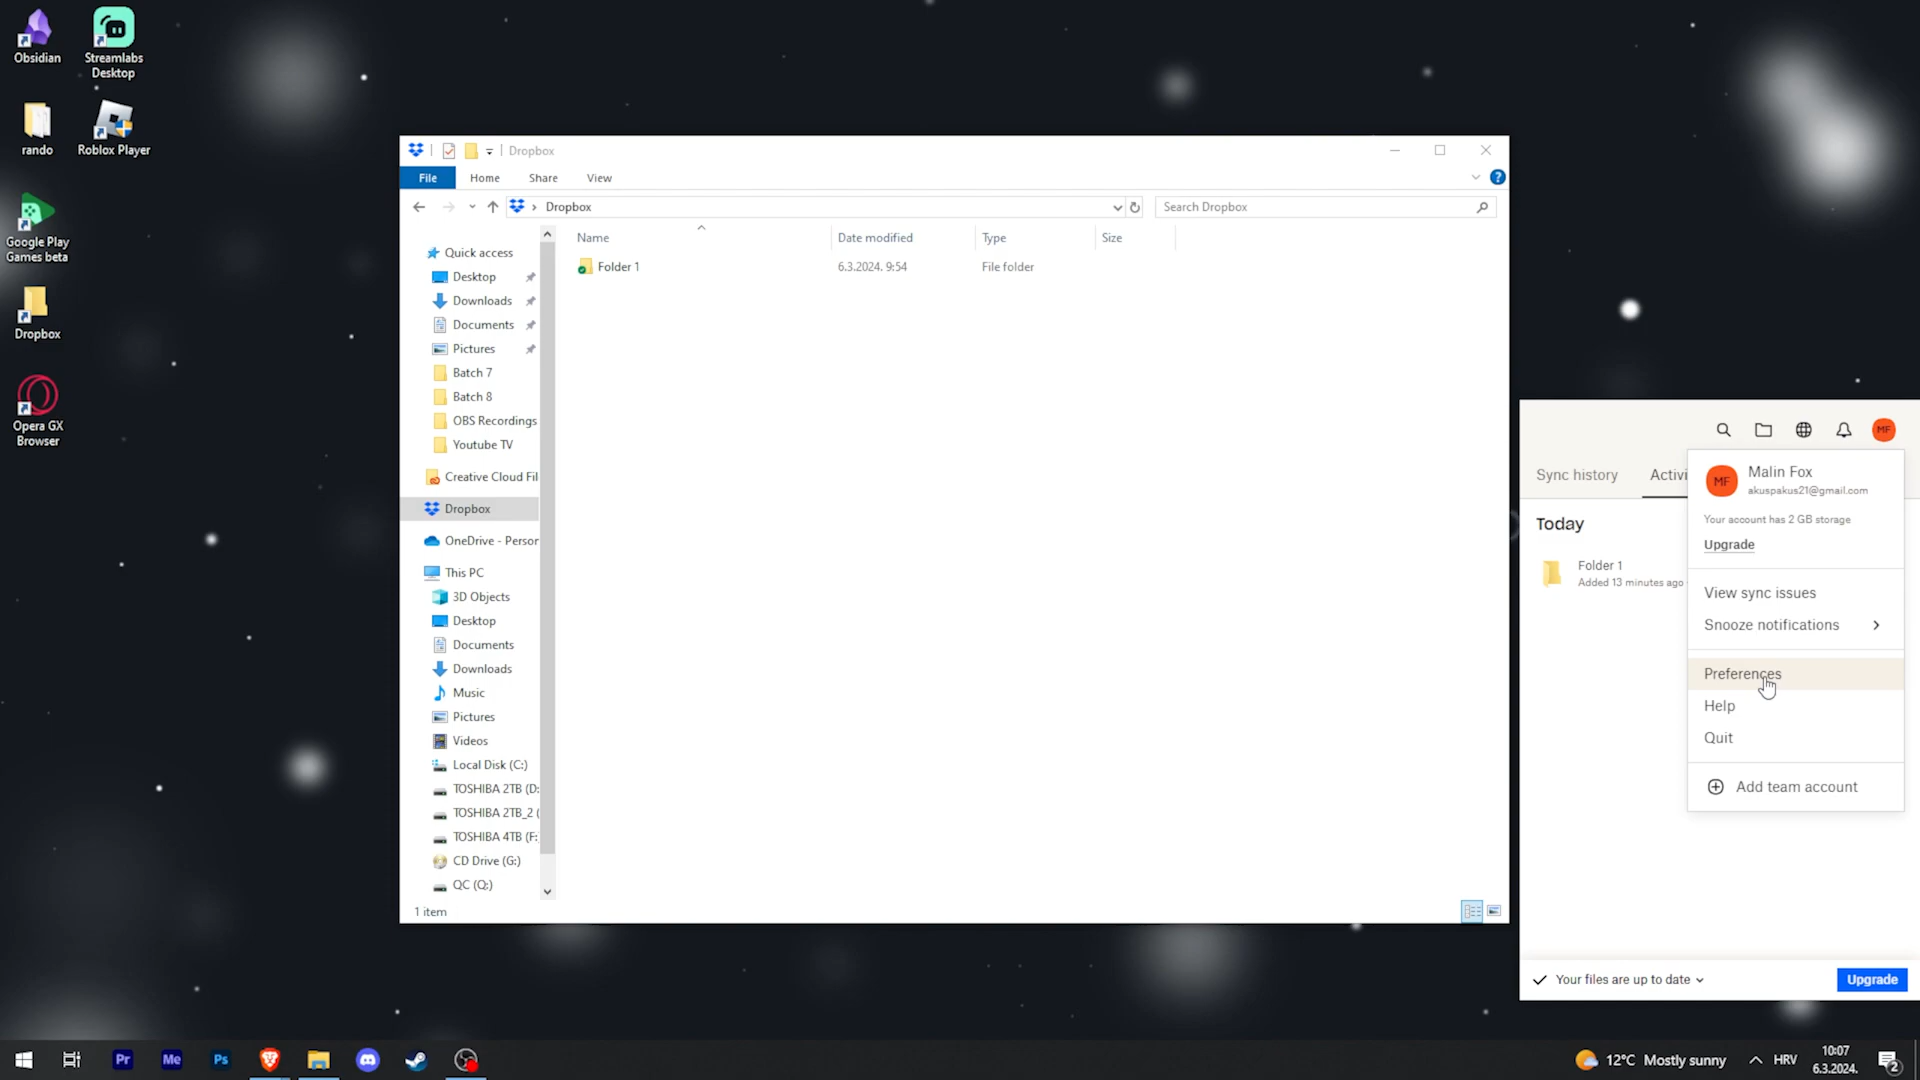 Obsidian
Streamlabs
Desktop
rando
Roblox Player
Google Play
Games beta
Dropbox
Opera GX
Browser
Dropbox
File
Home
Share
View
?
Dropbox
Search Dropbox
Name
Date modified
Type
Size
Folder 1
6.3.2024. 9:54
File folder
Quick access
Desktop
Downloads
Documents
Pictures
Batch 7
Batch 8
OBS Recordings
Youtube TV
Creative Cloud Fil
Dropbox
OneDrive - Person
This PC
3D Objects
Desktop
Documents
Downloads
Music
Pictures
Videos
Local Disk (C:)
TOSHIBA 2TB (D:
TOSHIBA 2TB_2 (
TOSHIBA 4TB (F:
CD Drive (G:)
QC (Q:)
1 item
MF
Sync history
Activi
Today
Folder 1
Added 13 minutes ago
MF
Malin Fox
akuspakus21@gmail.com
Your account has 2 GB storage
Upgrade
View sync issues
Snooze notifications
Preferences
Help
Quit
Add team account
Your files are up to date
Upgrade
Pr
Me
Ps
12°C Mostly sunny
HRV
10:07
6.3.2024.
2